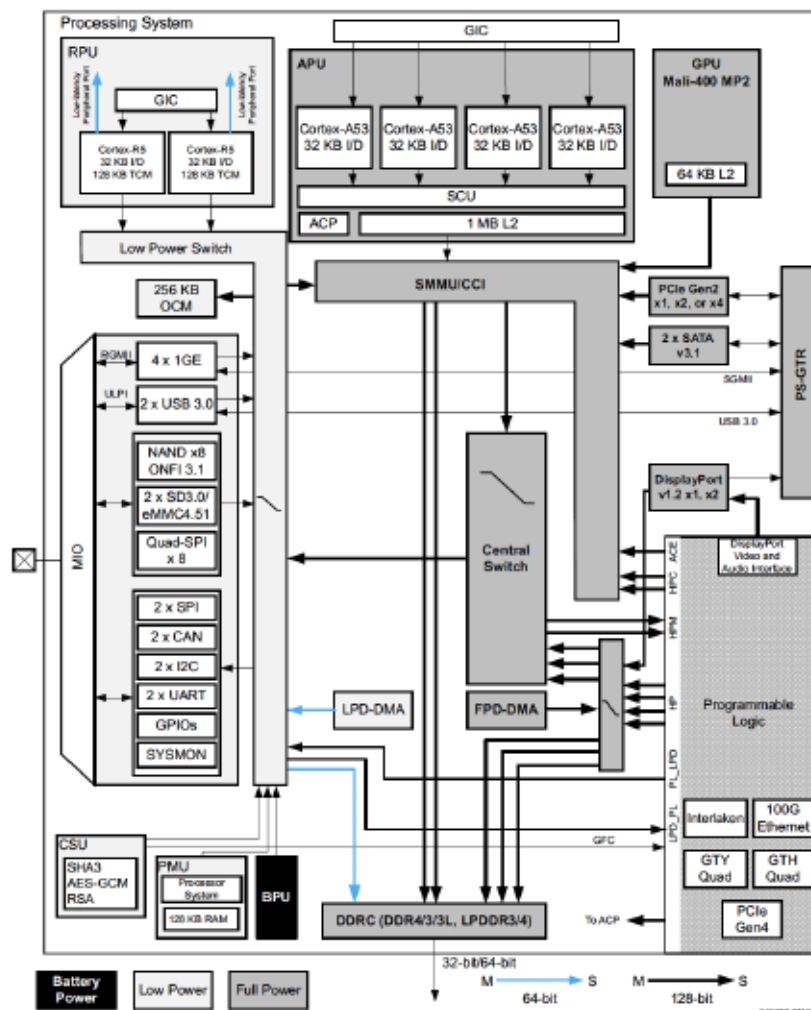 Processing System
RPU
Low-latency
Peripheral Port
Low-latency
Peripheral Port
GIC
Cortex-R5
32 KB I/D
128 KB TCM
Cortex-R5
32 KB I/D
128 KB TCM
GIC
APU
Cortex-A53
32 KB I/D
Cortex-A53
32 KB I/D
Cortex-A53
32 KB I/D
Cortex-A53
32 KB I/D
SCU
ACP
1 MB L2
GPU
Mali-400 MP2
64 KB L2
Low Power Switch
256 KB
OCM
SMMU/CCI
PCIe Gen2
x1, x2, or x4
2 x SATA
v3.1
PS-GTR
SGMII
USB 3.0
MIO
RGMII
4 x 1GE
ULPI
2 x USB 3.0
NAND x8
ONFI 3.1
2 x SD3.0/
eMMC4.51
Quad-SPI
x 8
2 x SPI
2 x CAN
2 x I2C
2 x UART
GPIOs
SYSMON
Central
Switch
DisplayPort
v1.2 x1, x2
DisplayPort
Video and
Audio Interface
ACE
HPC
HPM
HP
PL_LPD
LPD_PL
Programmable
Logic
LPD-DMA
FPD-DMA
Interlaken
100G
Ethernet
GTY
Quad
GTH
Quad
PCIe
Gen4
GFC
To ACP
CSU
SHA3
AES-GCM
RSA
PMU
Processor
System
128 KB RAM
BPU
DDRC (DDR4/3/3L, LPDDR3/4)
32-bit/64-bit
Battery
Power
Low Power
Full Power
M
S
64-bit
M
S
128-bit